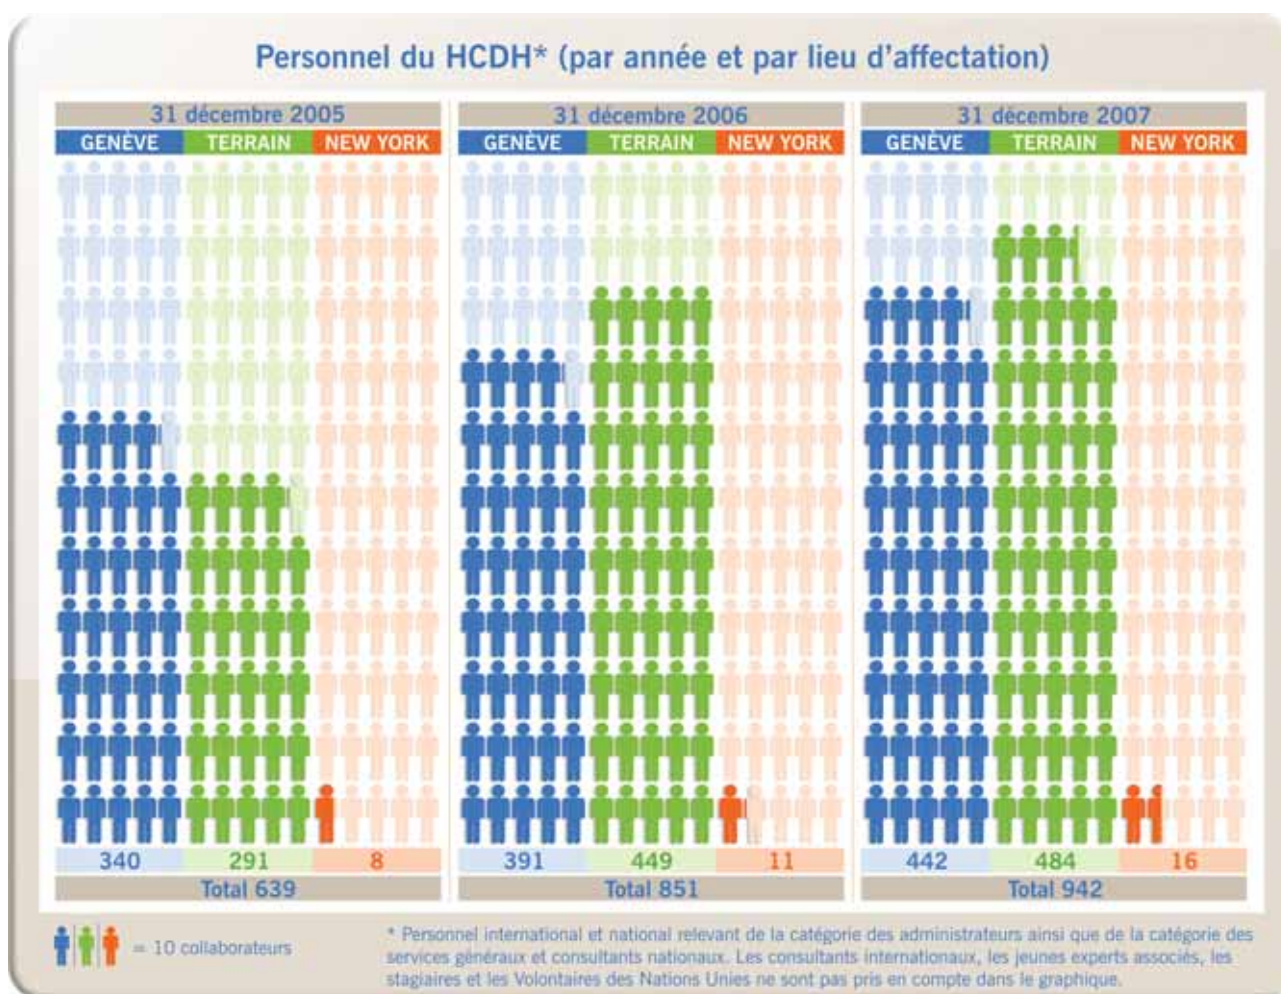 Personnel du HCDH* (par année et par lieu d'affectation)
31 décembre 2005
GENÈVE TERRAIN NEW YORK
340 291 8
Total 639
31 décembre 2006
GENÈVE TERRAIN NEW YORK
391 449 11
Total 851
31 décembre 2007
GENÈVE TERRAIN NEW YORK
442 484 16
Total 942
= 10 collaborateurs
* Personnel international et national relevant de la catégorie des administrateurs ainsi que de la catégorie des
services généraux et consultants nationaux. Les consultants internationaux, les jeunes experts associés, les
stagiaires et les Volontaires des Nations Unies ne sont pas pris en compte dans le graphique.